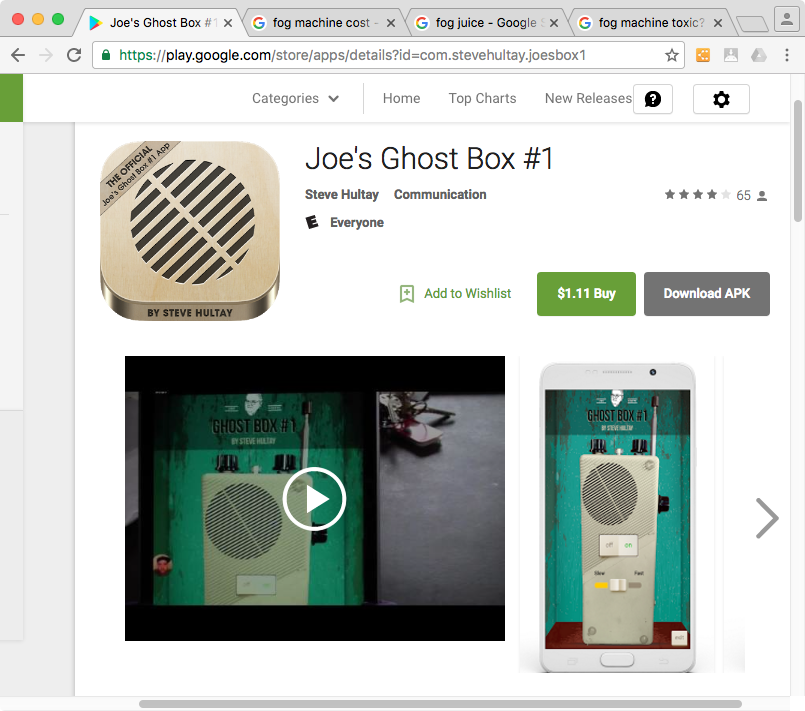 Joe's Ghost Box #1
fog machine cost -
fog juice - Google S
fog machine toxic?
https://play.google.com/store/apps/details?id=com.stevehultay.joesbox1
Categories
Home
Top Charts
New Releases
THE OFFICIAL
Joe's Ghost Box #1 App
BY STEVE HULTAY
Joe's Ghost Box #1
Steve Hultay
Communication
65
E
Everyone
Add to Wishlist
$1.11 Buy
Download APK
GHOST BOX #1
BY STEVE HULTAY
off on
GHOST BOX #1
BY STEVE HULTAY
off on
Slow Fast
exit